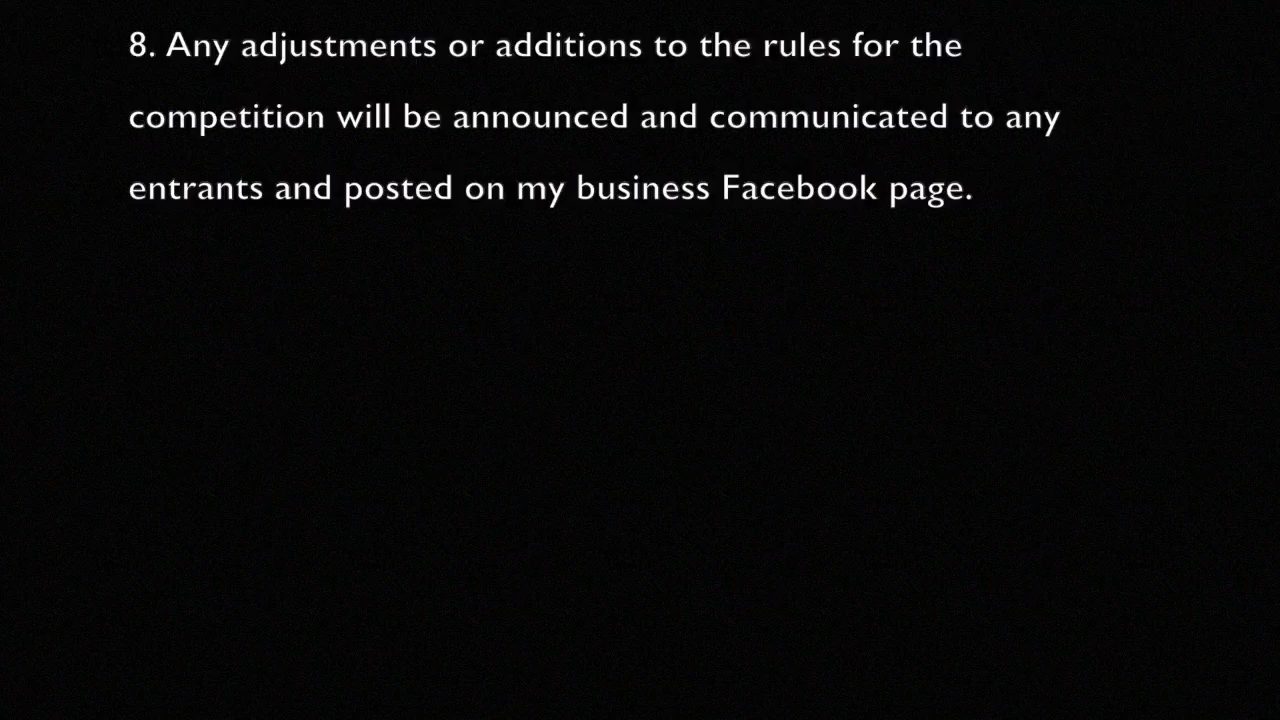 8. Any adjustments or additions to the rules for the
competition will be announced and communicated to any
entrants and posted on my business Facebook page.